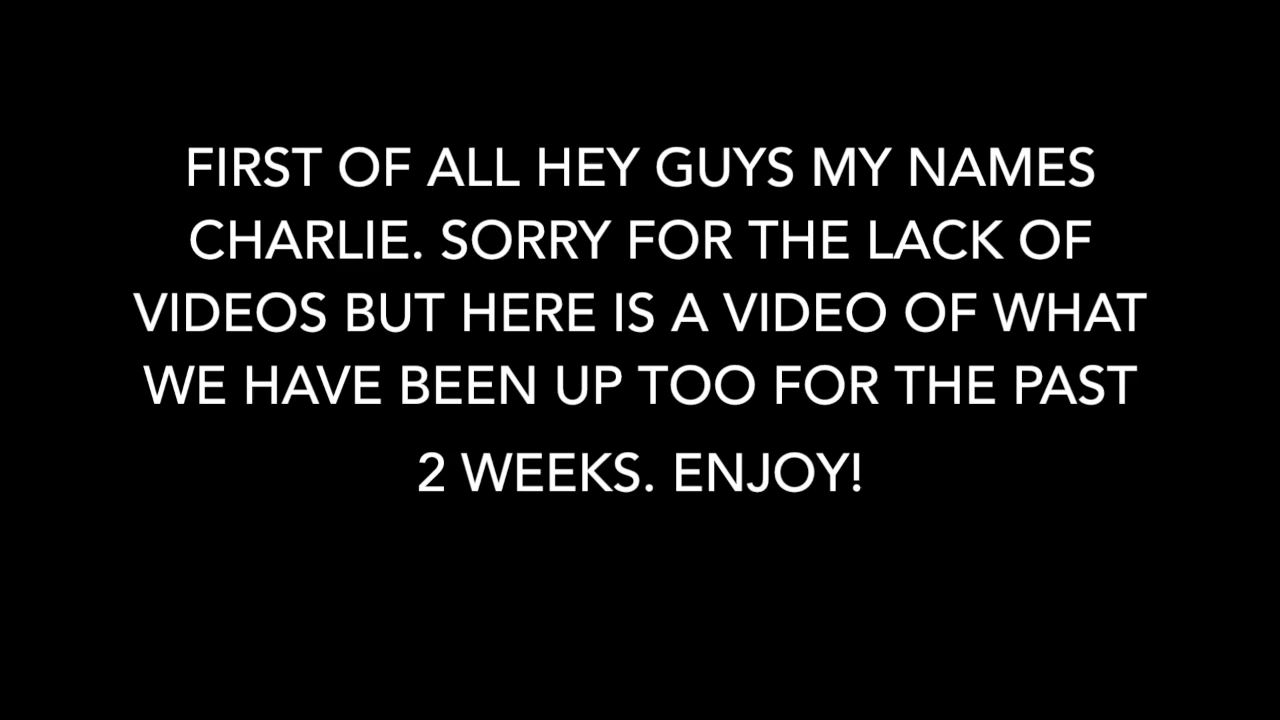 FIRST OF ALL HEY GUYS MY NAMES
CHARLIE. SORRY FOR THE LACK OF
VIDEOS BUT HERE IS A VIDEO OF WHAT
WE HAVE BEEN UP TOO FOR THE PAST
2 WEEKS. ENJOY!